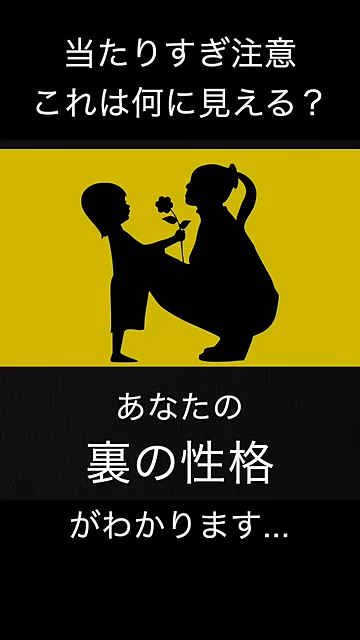 当たりすぎ注意
これは何に見える？
あなたの
裏の性格
がわかります...